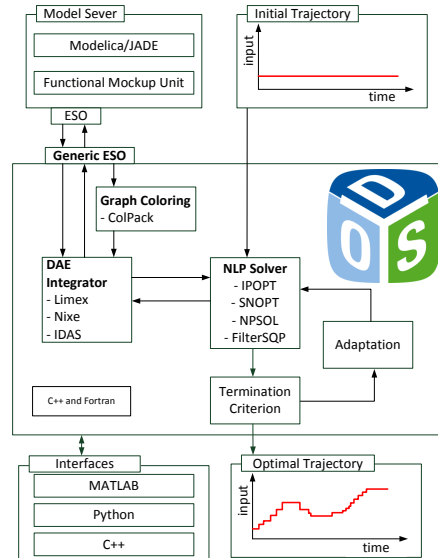 Model Sever
Modelica/JADE
Functional Mockup Unit
ESO
Generic ESO
Initial Trajectory
input
time
Graph Coloring
- ColPack
DOS
DAE
Integrator
- Limex
- Nixe
- IDAS
NLP Solver
- IPOPT
- SNOPT
- NPSOL
- FilterSQP
Adaptation
C++ and Fortran
Termination
Criterion
Interfaces
MATLAB
Python
C++
Optimal Trajectory
input
time